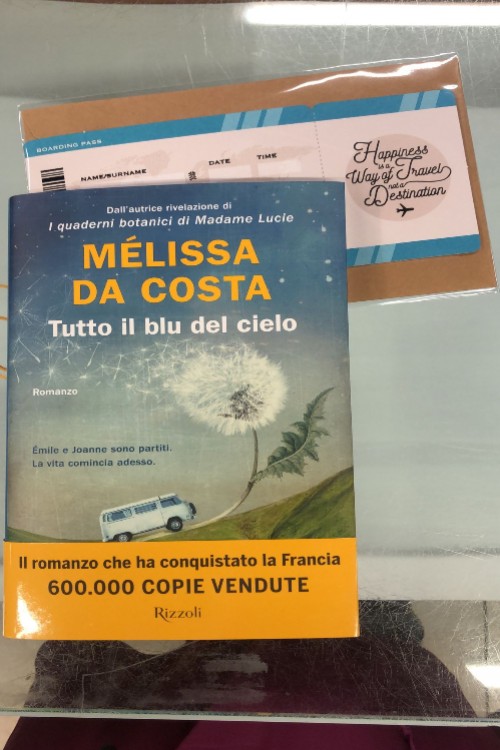 BOARDING PASS
NAME/SURNAME
DATE
TIME
Happiness
is a
Way of Travel
not a
Destination
Dall'autrice rivelazione di
I quaderni botanici di Madame Lucie
MÉLISSA
DA COSTA
Tutto il blu del cielo
Romanzo
Émile e Joanne sono partiti.
La vita comincia adesso.
Il romanzo che ha conquistato la Francia
600.000 COPIE VENDUTE
Rizzoli